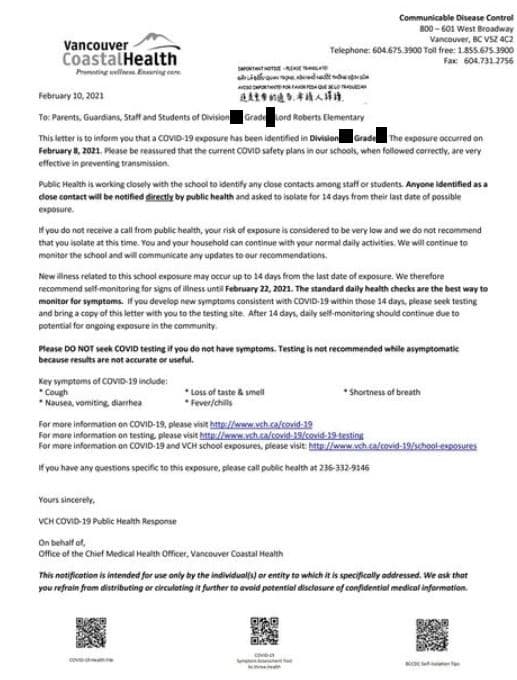 Communicable Disease Control
800 – 601 West Broadway
Vancouver, BC V5Z 4C2
Telephone: 604.675.3900 Toll free: 1.855.675.3900
Fax: 604.731.2756
Vancouver
CoastalHealth
Promoting wellness. Ensuring care.
IMPORTANT NOTICE - PLEASE TRANSLATE!
AVISO IMPORTANTE! POR FAVOR PIDA QUE SE LO TRADUZCAN
February 10, 2021
To: Parents, Guardians, Staff and Students of Division Grade Lord Roberts Elementary
This letter is to inform you that a COVID-19 exposure has been identified in Division Grade The exposure occurred on
February 8, 2021. Please be reassured that the current COVID safety plans in our schools, when followed correctly, are very
effective in preventing transmission.
Public Health is working closely with the school to identify any close contacts among staff or students. Anyone identified as a
close contact will be notified directly by public health and asked to isolate for 14 days from their last date of possible
exposure.
If you do not receive a call from public health, your risk of exposure is considered to be very low and we do not recommend
that you isolate at this time. You and your household can continue with your normal daily activities. We will continue to
monitor the school and will communicate any updates to our recommendations.
New illness related to this school exposure may occur up to 14 days from the last date of exposure. We therefore
recommend self-monitoring for signs of illness until February 22, 2021. The standard daily health checks are the best way to
monitor for symptoms. If you develop new symptoms consistent with COVID-19 within those 14 days, please seek testing
and bring a copy of this letter with you to the testing site. After 14 days, daily self-monitoring should continue due to
potential for ongoing exposure in the community.
Please DO NOT seek COVID testing if you do not have symptoms. Testing is not recommended while asymptomatic
because results are not accurate or useful.
Key symptoms of COVID-19 include:
* Cough * Loss of taste & smell * Shortness of breath
* Nausea, vomiting, diarrhea * Fever/chills
For more information on COVID-19, please visit http://www.vch.ca/covid-19
For more information on testing, please visit http://www.vch.ca/covid-19/covid-19-testing
For more information on COVID-19 and VCH school exposures, please visit: http://www.vch.ca/covid-19/school-exposures
If you have any questions specific to this exposure, please call public health at 236-332-9146
Yours sincerely,
VCH COVID-19 Public Health Response
On behalf of,
Office of the Chief Medical Health Officer, Vancouver Coastal Health
This notification is intended for use only by the individual(s) or entity to which it is specifically addressed. We ask that
you refrain from distributing or circulating it further to avoid potential disclosure of confidential medical information.
COVID-19 Health File
COVID-19
Symptom Assessment Tool
BCCDC Self-Isolation Tips